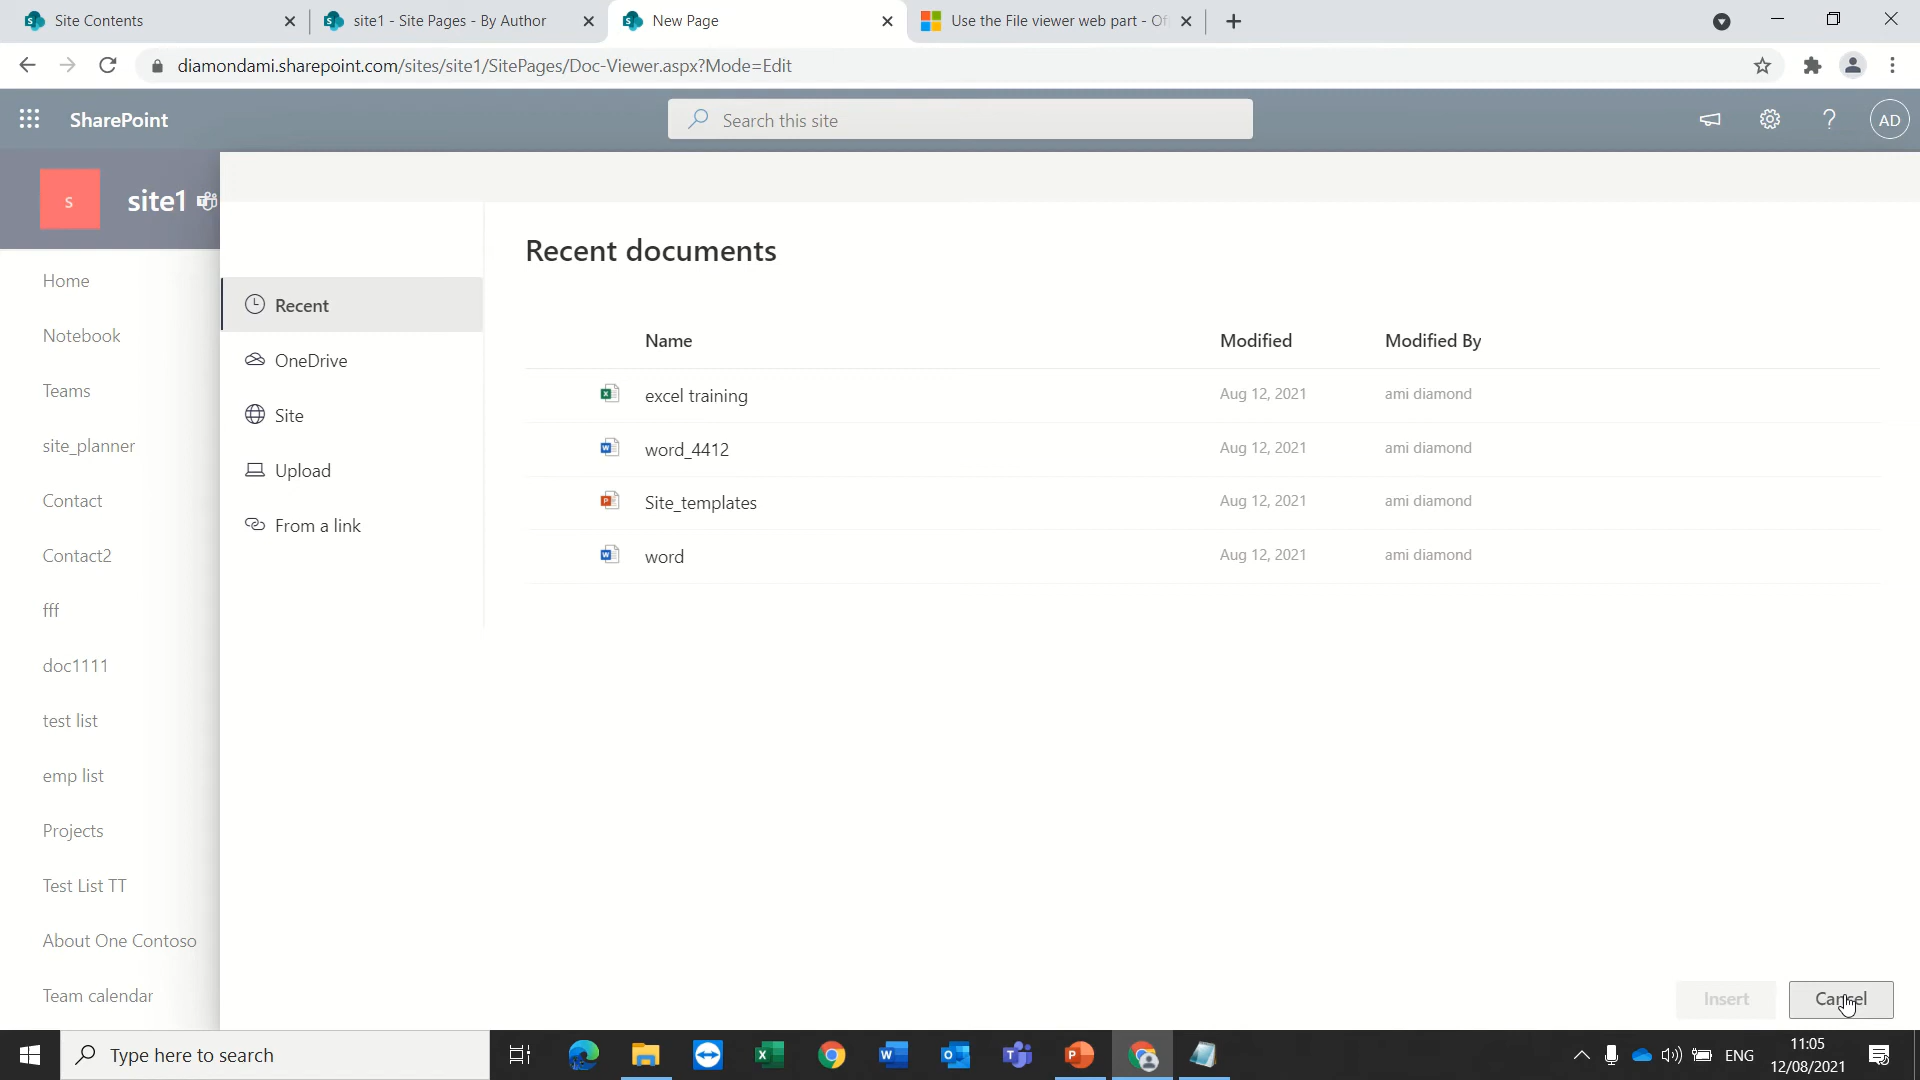 Site Contents
site1 - Site Pages - By Author
New Page
Use the File viewer web part - Of
diamondami.sharepoint.com/sites/site1/SitePages/Doc-Viewer.aspx?Mode=Edit
SharePoint
Search this site
AD
s
site1
Home
Notebook
Teams
site_planner
Contact
Contact2
fff
doc1111
test list
emp list
Projects
Test List TT
About One Contoso
Team calendar
Recent
OneDrive
Site
Upload
From a link
Recent documents
Name Modified Modified By
excel training Aug 12, 2021 ami diamond
word_4412 Aug 12, 2021 ami diamond
Site_templates Aug 12, 2021 ami diamond
word Aug 12, 2021 ami diamond
Insert Cancel
Type here to search
ENG
11:05
12/08/2021